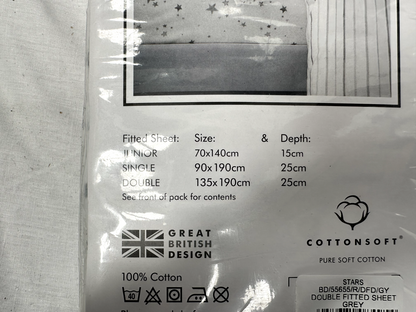 Fitted Sheet: Size: & Depth:
JUNIOR 70x140cm 15cm
SINGLE 90x190cm 25cm
DOUBLE 135x190cm 25cm
See front of pack for contents
GREAT
BRITISH
DESIGN
COTTONSOFT®
PURE SOFT COTTON
100% Cotton
40
STARS
BD/55655/R/DFD/GY
DOUBLE FITTED SHEET
GREY